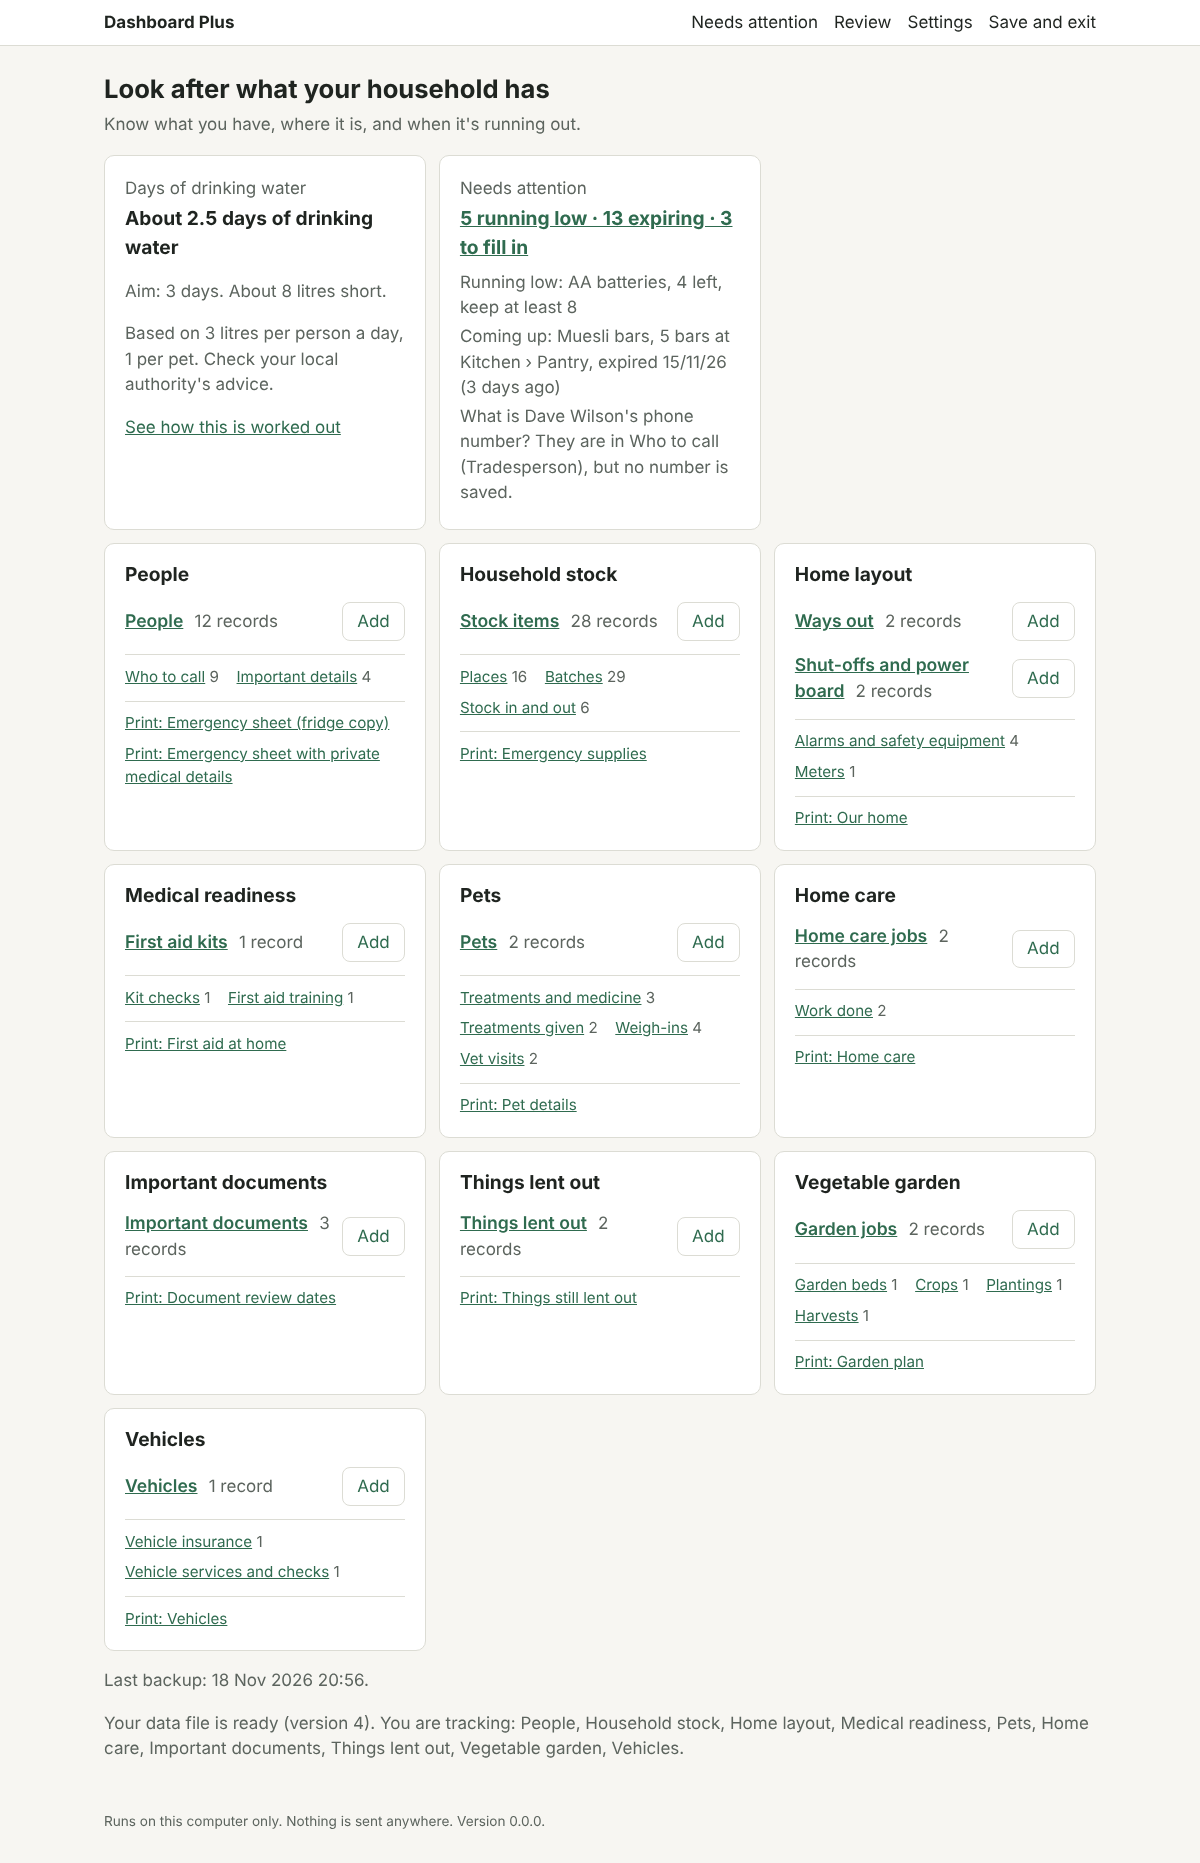 Dashboard Plus
Needs attention Review Settings Save and exit
Look after what your household has
Know what you have, where it is, and when it's running out.
Days of drinking water
About 2.5 days of drinking
water
Aim: 3 days. About 8 litres short.
Based on 3 litres per person a day,
1 per pet. Check your local
authority's advice.
See how this is worked out
Needs attention
5 running low · 13 expiring · 3
to fill in
Running low: AA batteries, 4 left,
keep at least 8
Coming up: Muesli bars, 5 bars at
Kitchen › Pantry, expired 15/11/26
(3 days ago)
What is Dave Wilson's phone
number? They are in Who to call
(Tradesperson), but no number is
saved.
People
People 12 records Add
Who to call 9 Important details 4
Print: Emergency sheet (fridge copy)
Print: Emergency sheet with private
medical details
Household stock
Stock items 28 records Add
Places 16 Batches 29
Stock in and out 6
Print: Emergency supplies
Home layout
Ways out 2 records Add
Shut-offs and power
board 2 records Add
Alarms and safety equipment 4
Meters 1
Print: Our home
Medical readiness
First aid kits 1 record Add
Kit checks 1 First aid training 1
Print: First aid at home
Pets
Pets 2 records Add
Treatments and medicine 3
Treatments given 2 Weigh-ins 4
Vet visits 2
Print: Pet details
Home care
Home care jobs 2
records Add
Work done 2
Print: Home care
Important documents
Important documents 3
records Add
Print: Document review dates
Things lent out
Things lent out 2
records Add
Print: Things still lent out
Vegetable garden
Garden jobs 2 records Add
Garden beds 1 Crops 1 Plantings 1
Harvests 1
Print: Garden plan
Vehicles
Vehicles 1 record Add
Vehicle insurance 1
Vehicle services and checks 1
Print: Vehicles
Last backup: 18 Nov 2026 20:56.
Your data file is ready (version 4). You are tracking: People, Household stock, Home layout, Medical readiness, Pets, Home
care, Important documents, Things lent out, Vegetable garden, Vehicles.
Runs on this computer only. Nothing is sent anywhere. Version 0.0.0.